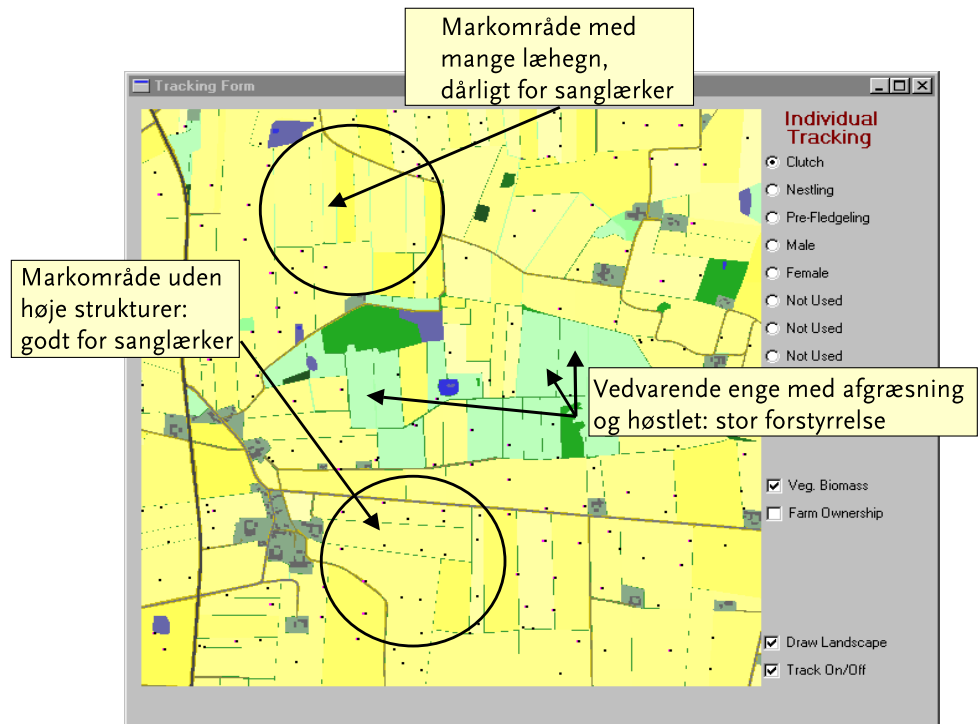 Markområde med
mange læhegn,
dårligt for sanglærker
Tracking Form
Individual
Tracking
Clutch
Nestling
Pre-Fledgeling
Male
Female
Not Used
Not Used
Not Used
Markområde uden
høje strukturer:
godt for sanglærker
Vedvarende enge med afgræsning
og høstlet: stor forstyrrelse
Veg. Biomass
Farm Ownership
Draw Landscape
Track On/Off